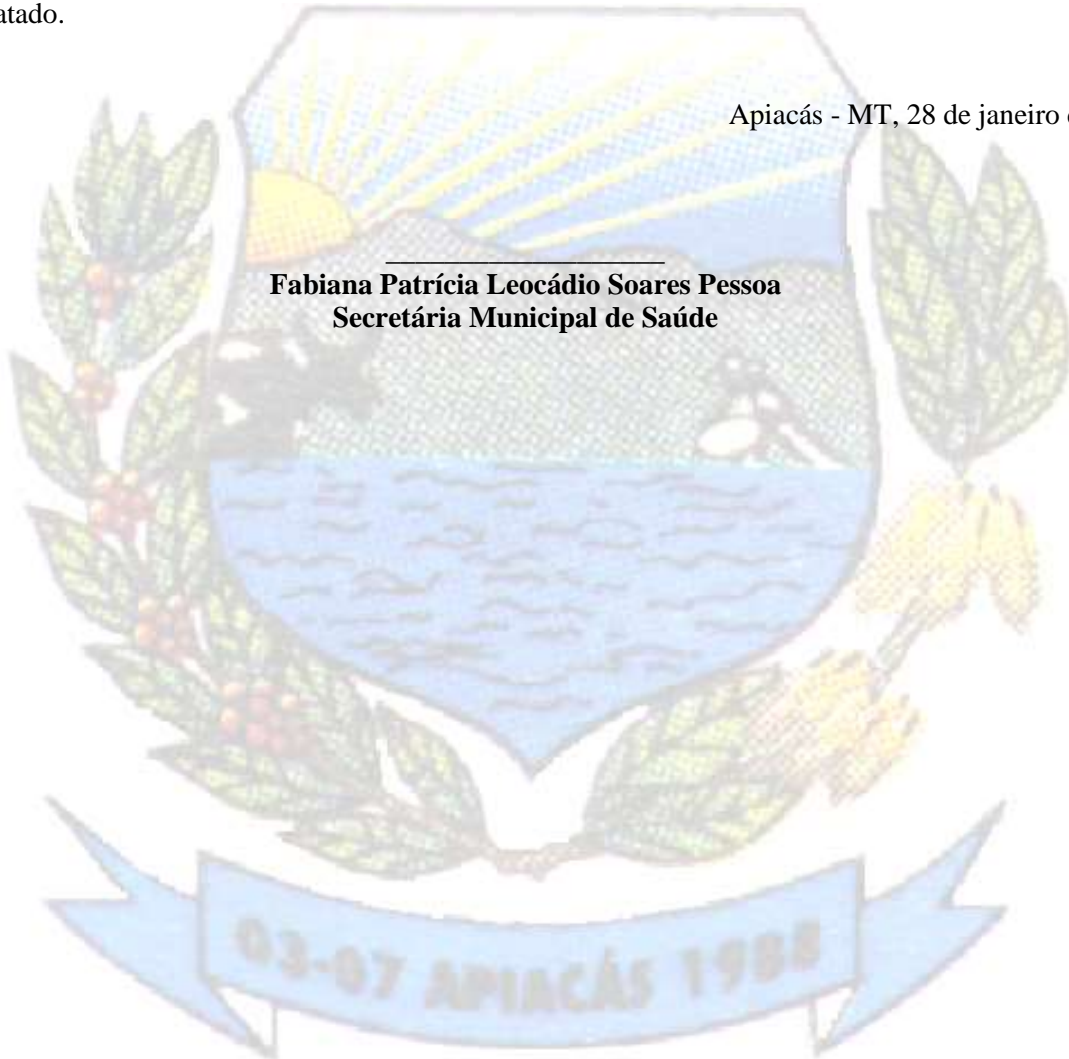 atado.
Apiacás - MT, 28 de janeiro
Fabiana Patrícia Leocádio Soares Pessoa
Secretária Municipal de Saúde
03-07 APIACÁS 1988